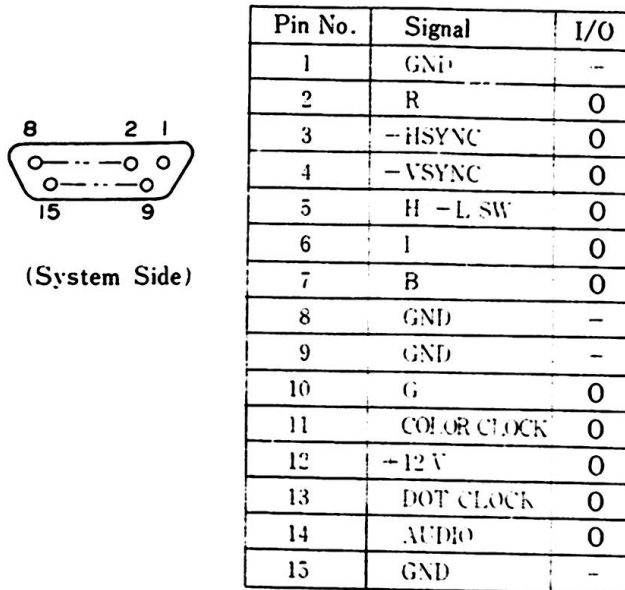 8 2 1
15 9
(System Side)
Pin No. Signal I/O
1 GND -
2 R O
3 -HSYNC O
4 -VSYNC O
5 H -L SW O
6 I O
7 B O
8 GND -
9 GND -
10 G O
11 COLOR CLOCK O
12 +12 V O
13 DOT CLOCK O
14 AUDIO O
15 GND -